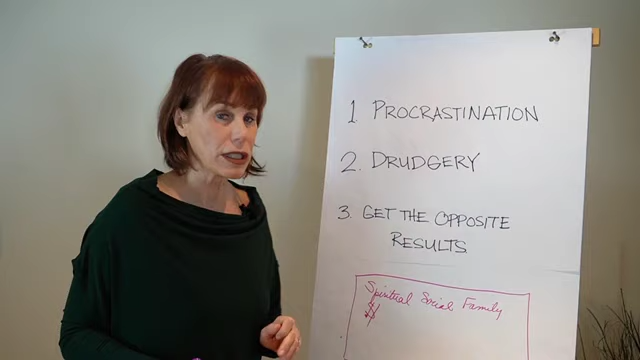 1 PROCRASTINATION
2. DRUDGERY
3. GET THE OPPOSITE
RESULTS
Spiritual Social Family
$